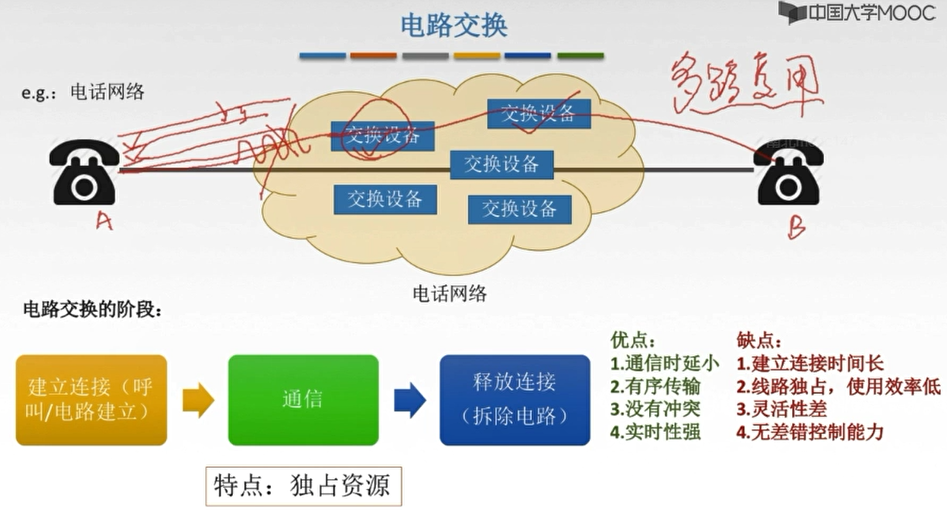 中国大学MOOC
电路交换
e.g.：电话网络
多路复用
交换设备
交换设备
交换设备
交换设备
交换设备
A
B
电话网络
电路交换的阶段：
建立连接（呼
叫/电路建立）
通信
释放连接
（拆除电路）
优点：
1.通信时延小
2.有序传输
3.没有冲突
4.实时性强
缺点：
1.建立连接时间长
2.线路独占，使用效率低
3.灵活性差
4.无差错控制能力
特点：独占资源